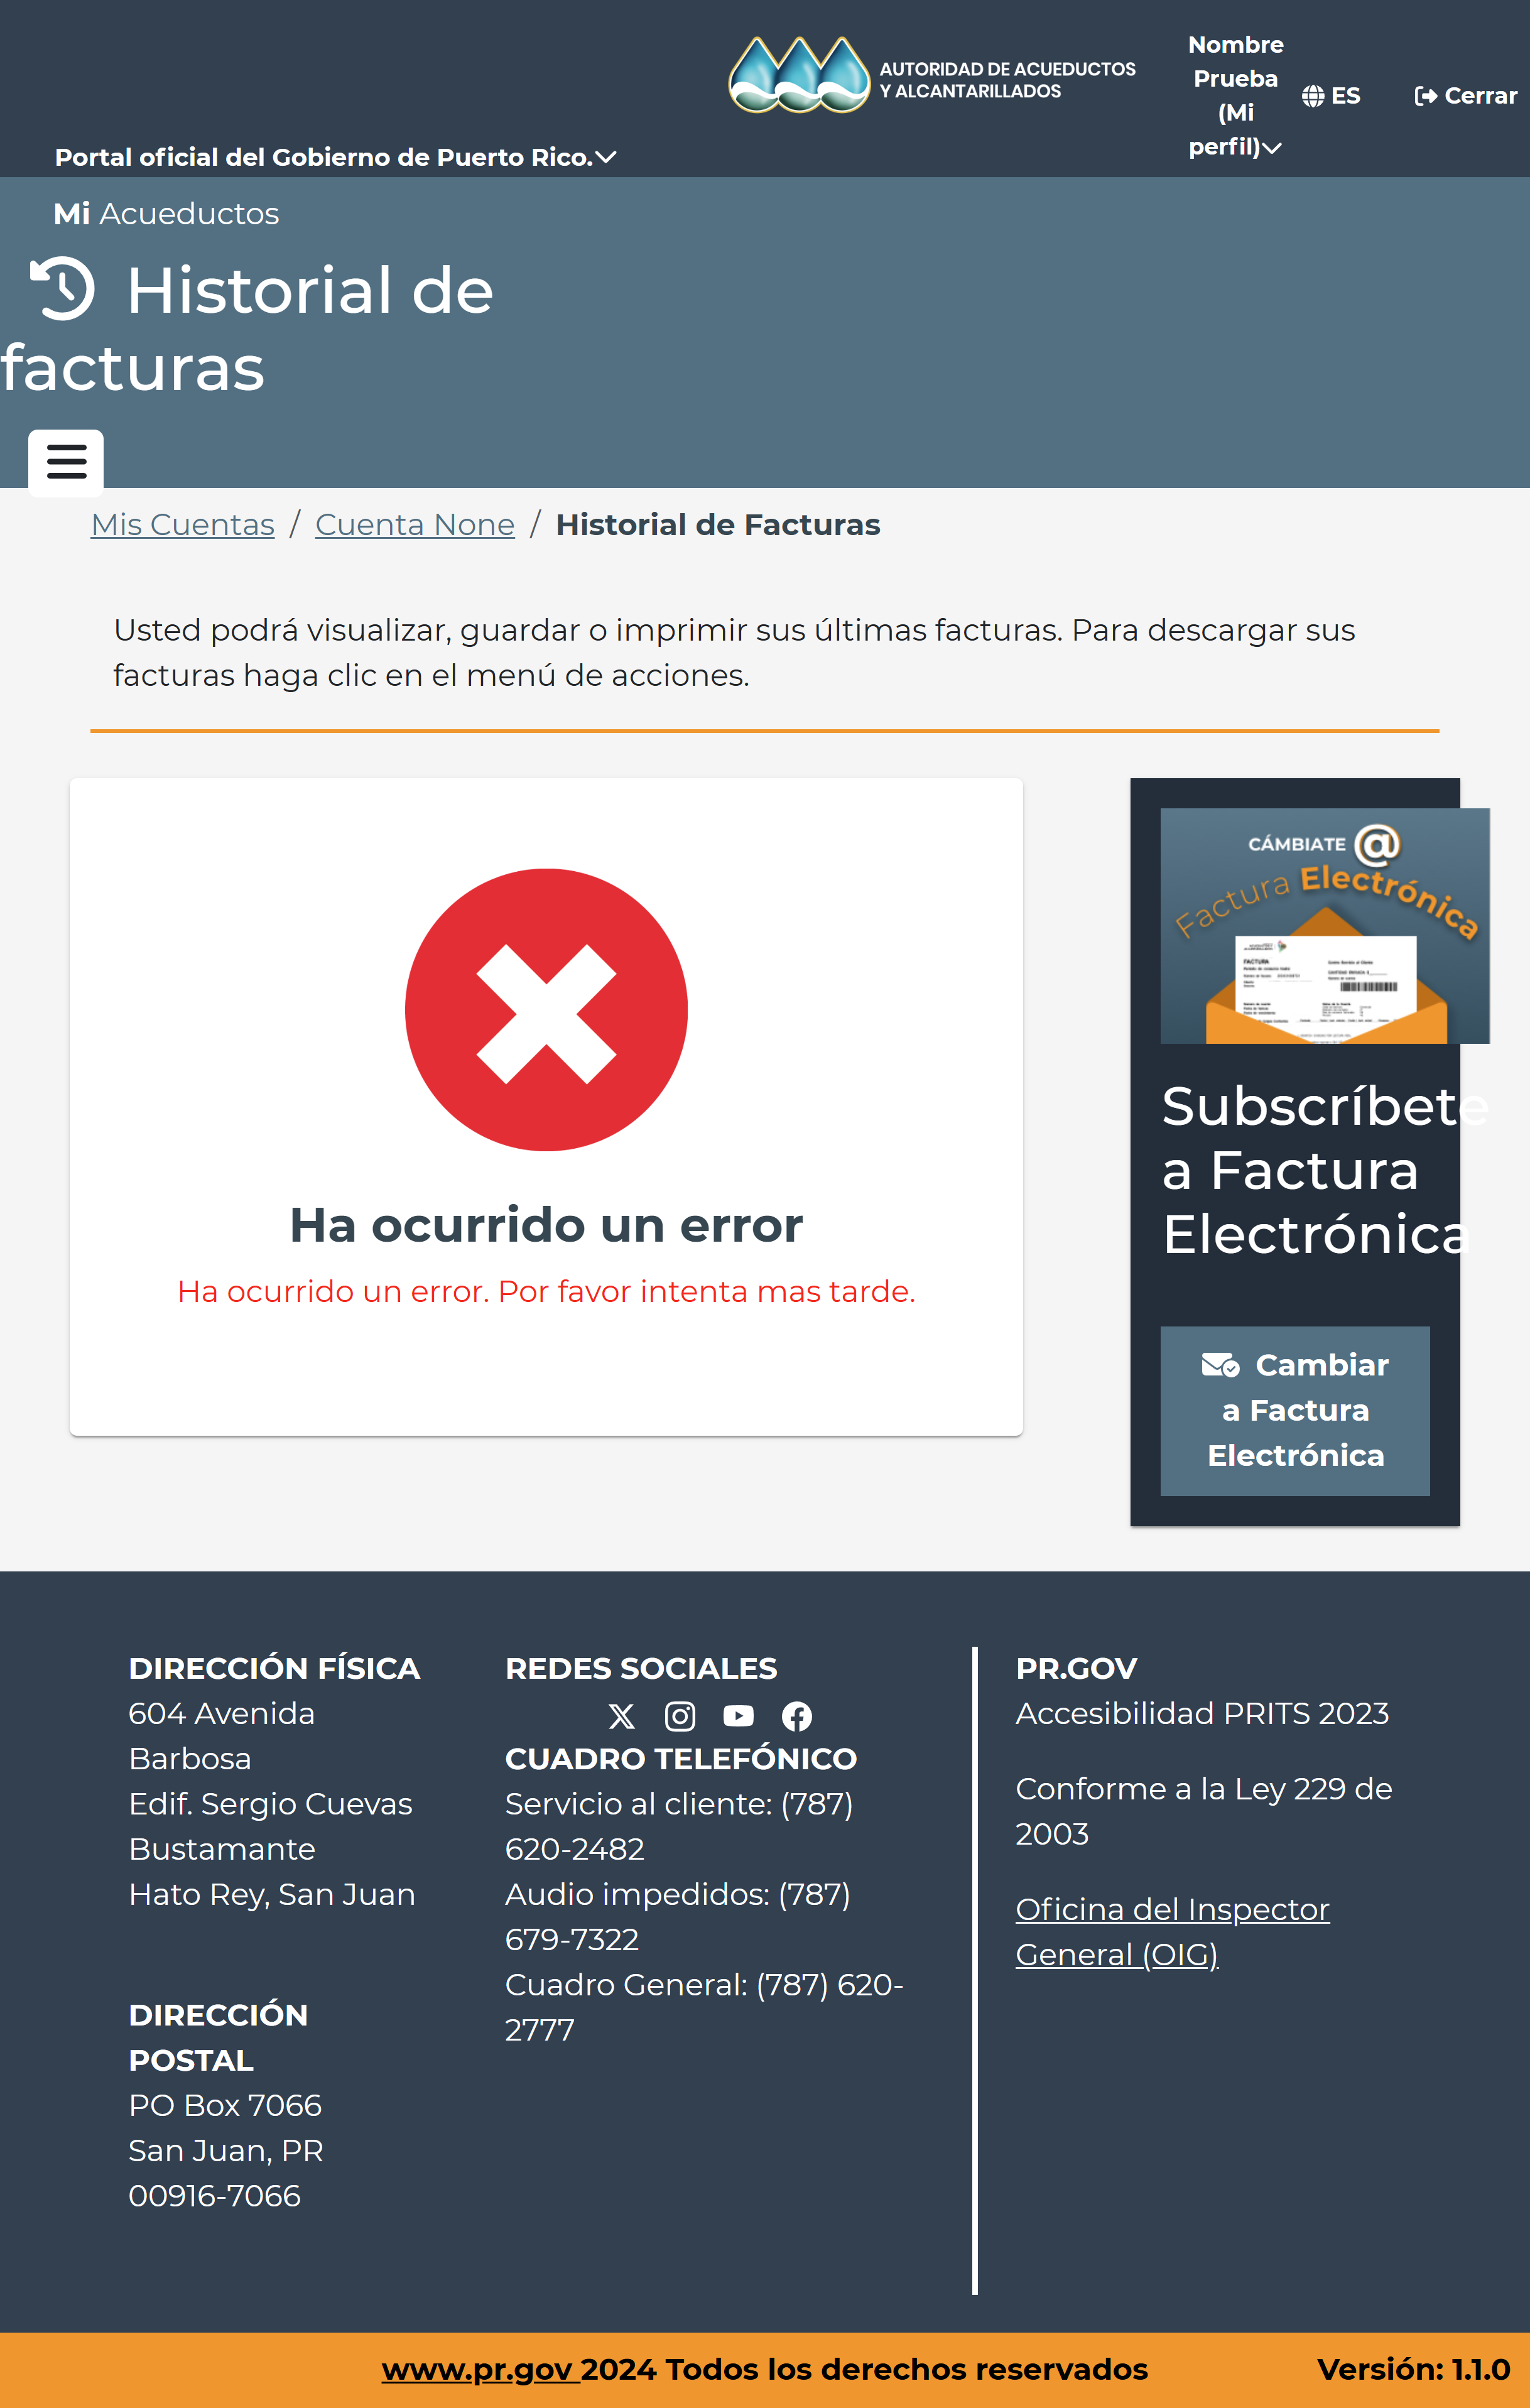 AUTORIDAD DE ACUEDUCTOS
Y ALCANTARILLADOS
Nombre
Prueba
(Mi
perfil)
ES
Cerrar
Portal oficial del Gobierno de Puerto Rico.
Mi Acueductos
Historial de
facturas
Mis Cuentas / Cuenta None / Historial de Facturas
Usted podrá visualizar, guardar o imprimir sus últimas facturas. Para descargar sus
facturas haga clic en el menú de acciones.
Ha ocurrido un error
Ha ocurrido un error. Por favor intenta mas tarde.
CÁMBIATE @
Factura Electrónica
FACTURA
Subscríbete
a Factura
Electrónica
Cambiar
a Factura
Electrónica
DIRECCIÓN FÍSICA
604 Avenida
Barbosa
Edif. Sergio Cuevas
Bustamante
Hato Rey, San Juan
DIRECCIÓN
POSTAL
PO Box 7066
San Juan, PR
00916-7066
REDES SOCIALES
CUADRO TELEFÓNICO
Servicio al cliente: (787)
620-2482
Audio impedidos: (787)
679-7322
Cuadro General: (787) 620-
2777
PR.GOV
Accesibilidad PRITS 2023
Conforme a la Ley 229 de
2003
Oficina del Inspector
General (OIG)
www.pr.gov 2024 Todos los derechos reservados
Versión: 1.1.0